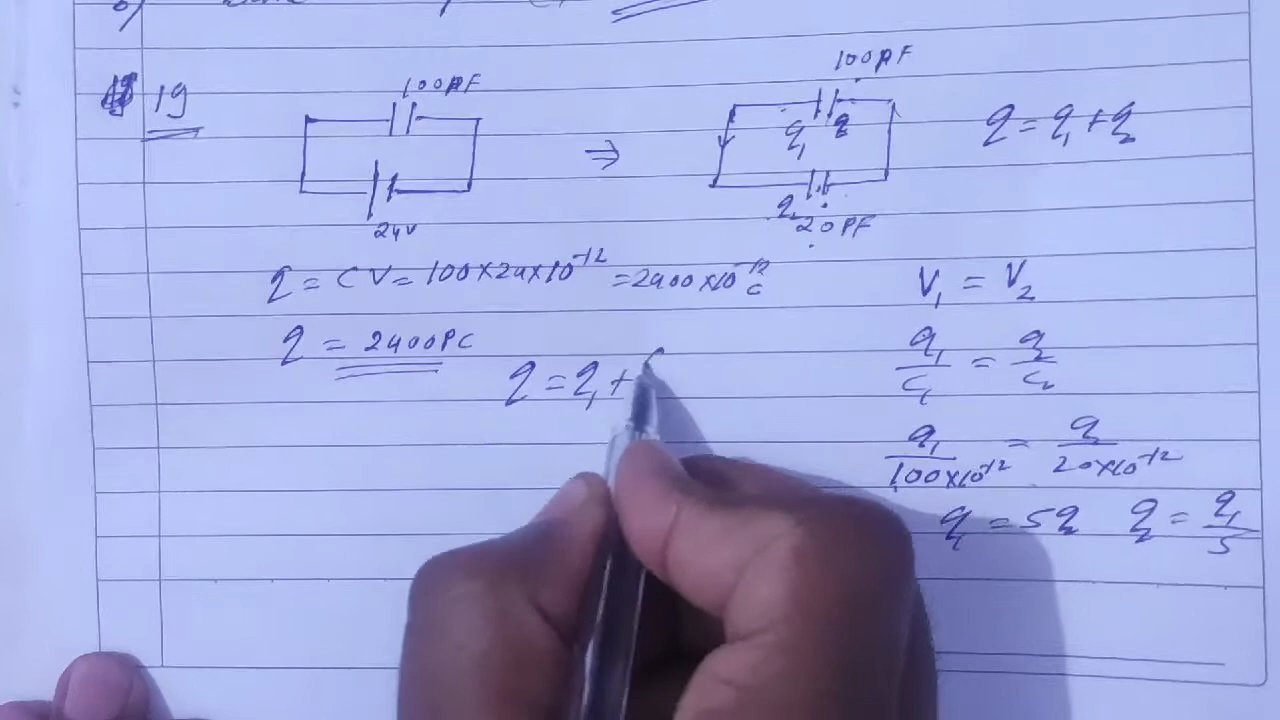 19
100PF
24V
⇒
100PF
q₁ q
q₂
20PF
q = q₁ + q₂
q = CV = 100×24×10⁻¹² = 2400×10⁻¹² C
q = 2400PC
q = q₁ +
V₁ = V₂
q₁/C₁ = q₂/C₂
q₁/100×10⁻¹² = q₂/20×10⁻¹²
q₁ = 5q₂ q₂ = q₁/5